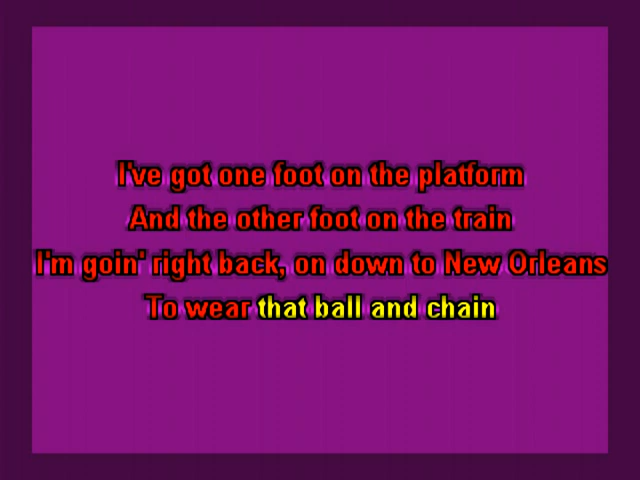 I've got one foot on the platform
And the other foot on the train
I'm goin' right back, on down to New Orleans
To wear that ball and chain